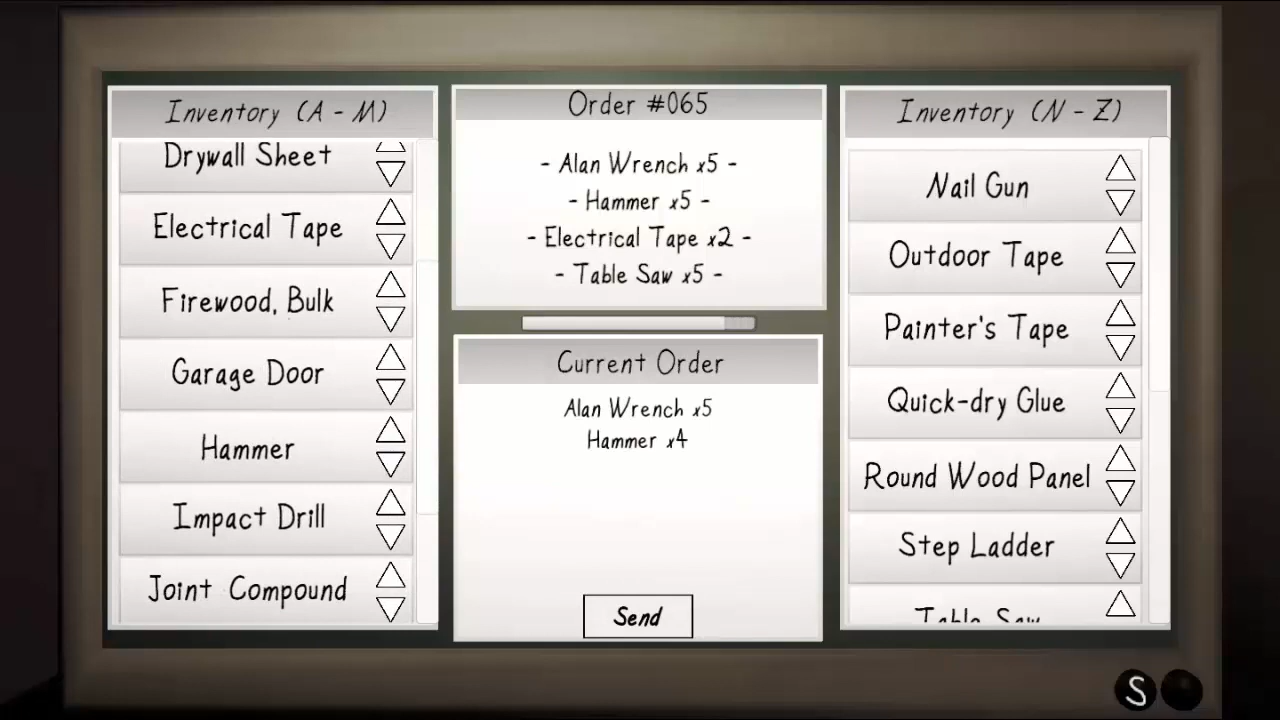 Inventory (A - M)
Drywall Sheet
Electrical Tape
Firewood, Bulk
Garage Door
Hammer
Impact Drill
Joint Compound
Order #065
- Alan Wrench x5 -
- Hammer x5 -
- Electrical Tape x2 -
- Table Saw x5 -
Current Order
Alan Wrench x5
Hammer x4
Send
Inventory (N - Z)
Nail Gun
Outdoor Tape
Painter's Tape
Quick-dry Glue
Round Wood Panel
Step Ladder
Table Saw
S